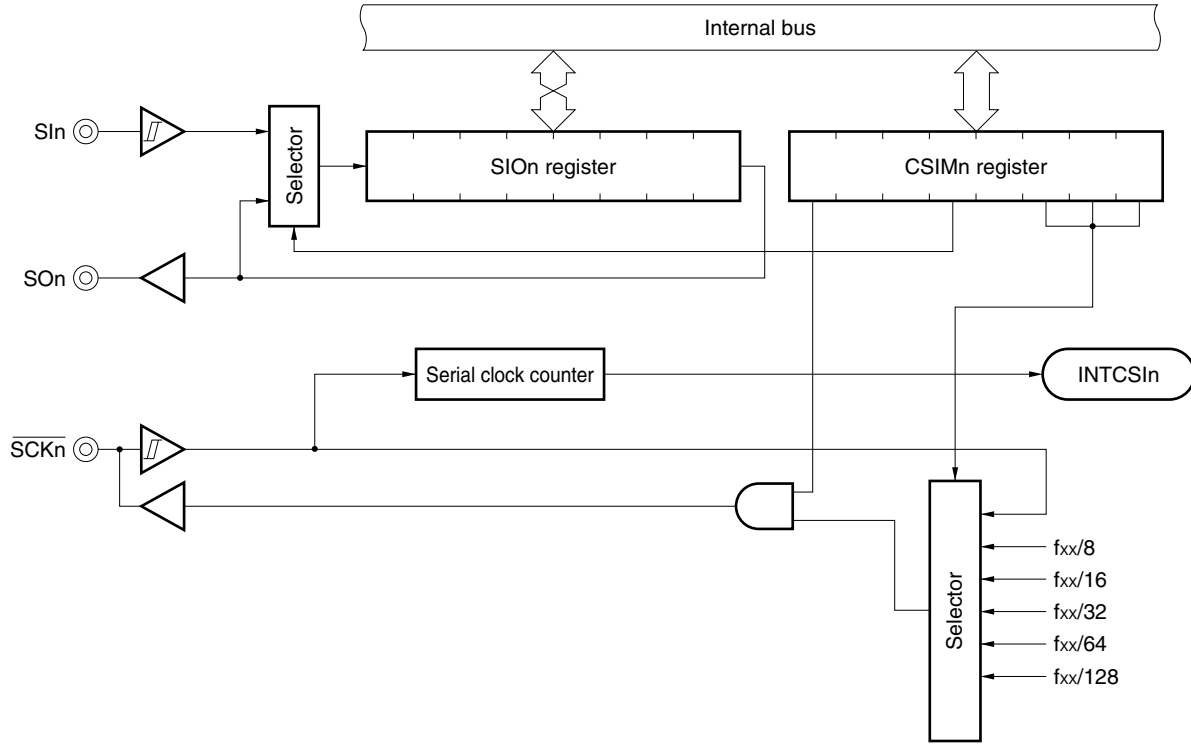 Internal bus
SIn
Selector
SIOn register
CSIMn register
SOn
Serial clock counter
INTCSIn
SCKn
Selector
fxx/8
fxx/16
fxx/32
fxx/64
fxx/128